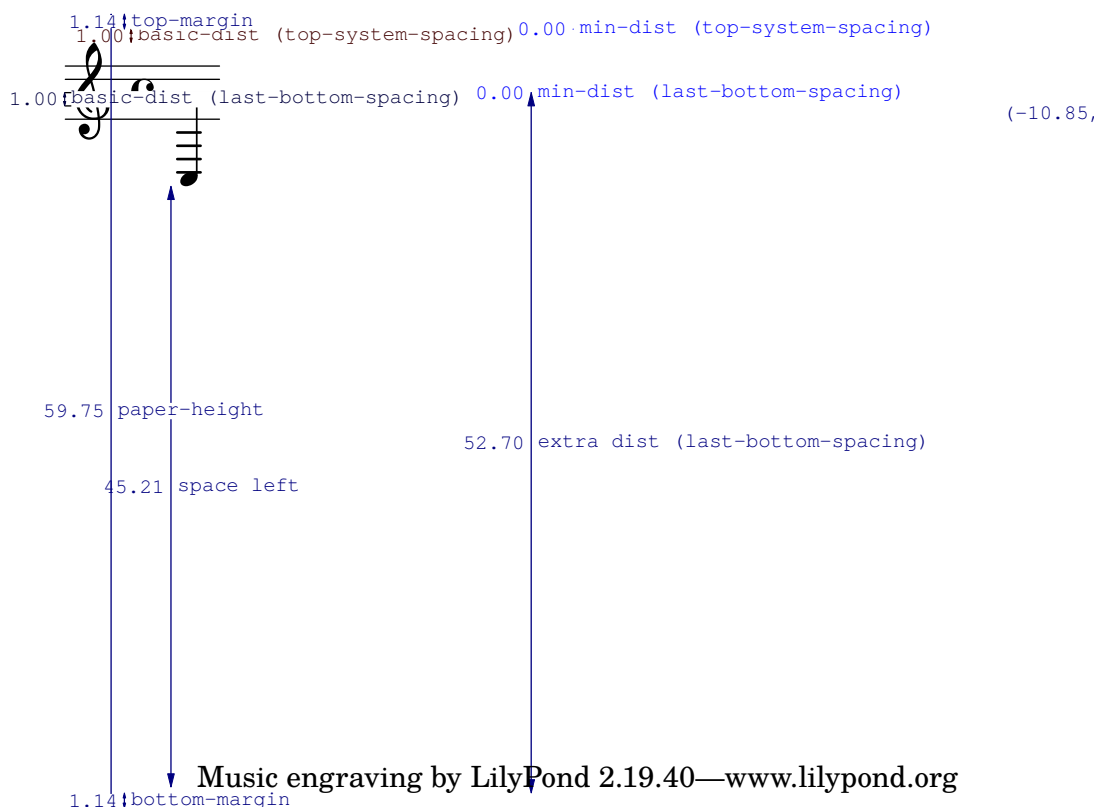 1.14 top-margin
1.00 basic-dist (top-system-spacing) 0.00 min-dist (top-system-spacing)
1.00 basic-dist (last-bottom-spacing) 0.00 min-dist (last-bottom-spacing)
(-10.85,
59.75 paper-height
52.70 extra dist (last-bottom-spacing)
45.21 space left
Music engraving by LilyPond 2.19.40—www.lilypond.org
1.14 bottom-margin